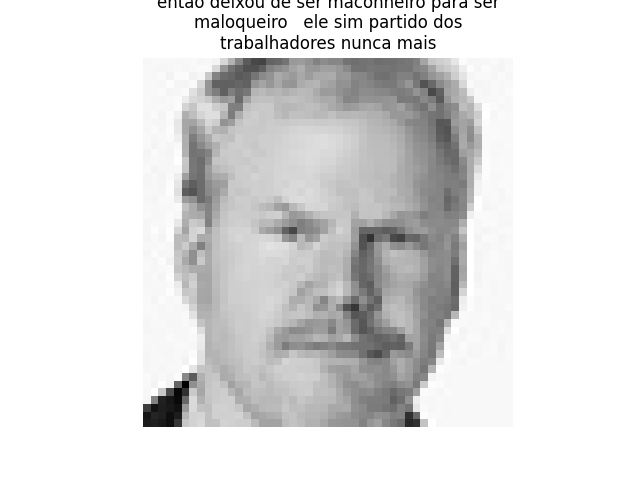 então deixou de ser maconheiro para ser
maloqueiro   ele sim partido dos
trabalhadores nunca mais